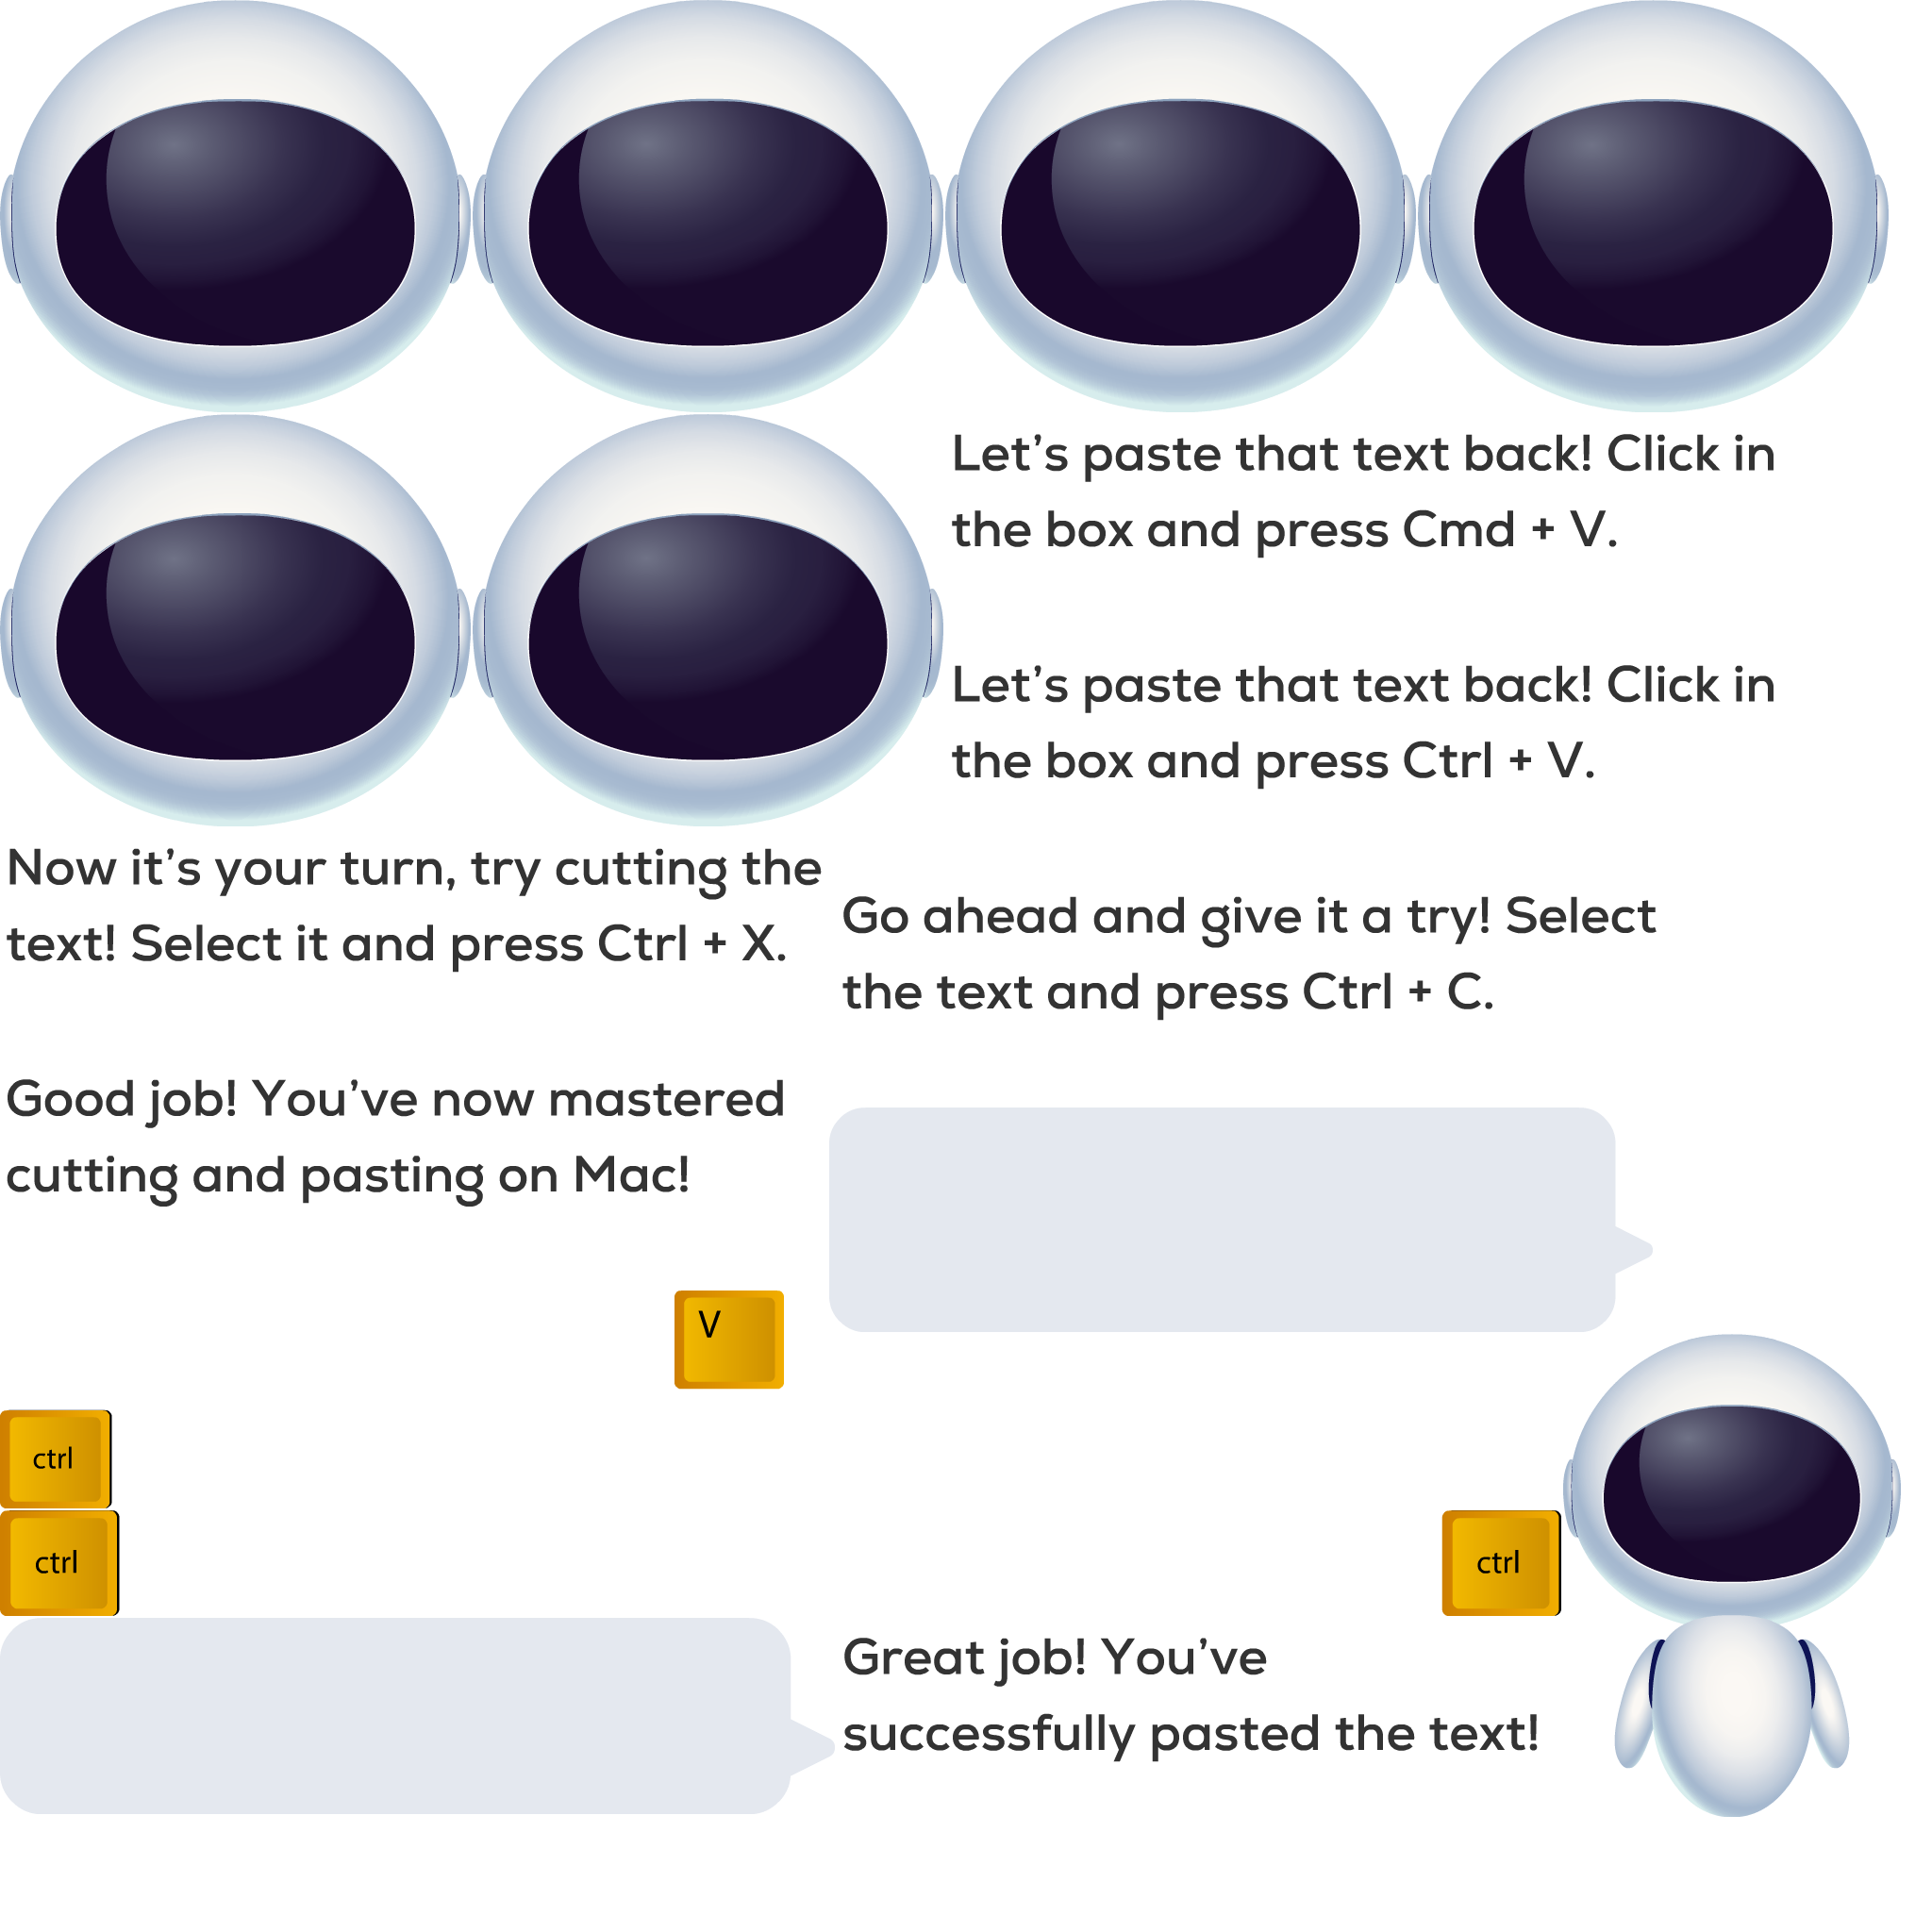 Let’s paste that text back! Click in
the box and press Cmd + V.
Let’s paste that text back! Click in
the box and press Ctrl + V.
Now it’s your turn, try cutting the
text! Select it and press Ctrl + X.
Go ahead and give it a try! Select
the text and press Ctrl + C.
Good job! You’ve now mastered
cutting and pasting on Mac!
V
ctrl
ctrl
ctrl
Great job! You’ve
successfully pasted the text!